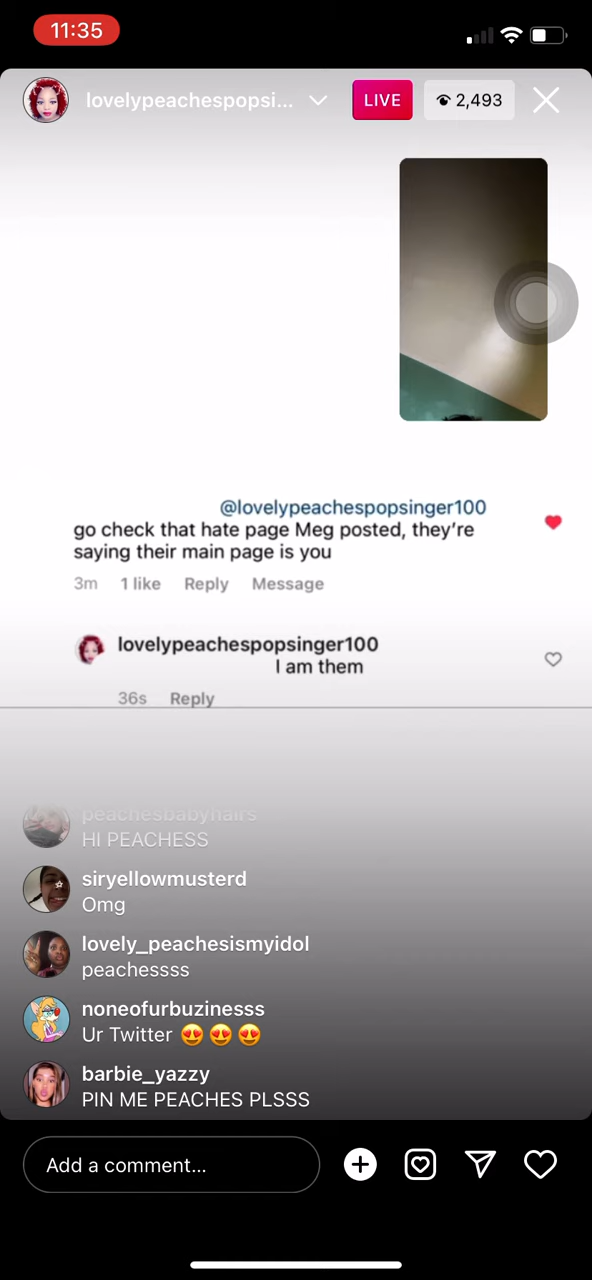 11:35
lovelypeachespopsi...
LIVE
2,493
@lovelypeachespopsinger100
go check that hate page Meg posted, they're
saying their main page is you
3m 1 like Reply Message
lovelypeachespopsinger100
I am them
36s Reply
peachesbabyhairs
HI PEACHESS
siryellowmusterd
Omg
lovely_peachesismyidol
peachessss
noneofurbuzinesss
Ur Twitter 😍 😍 😍
barbie_yazzy
PIN ME PEACHES PLSSS
Add a comment...